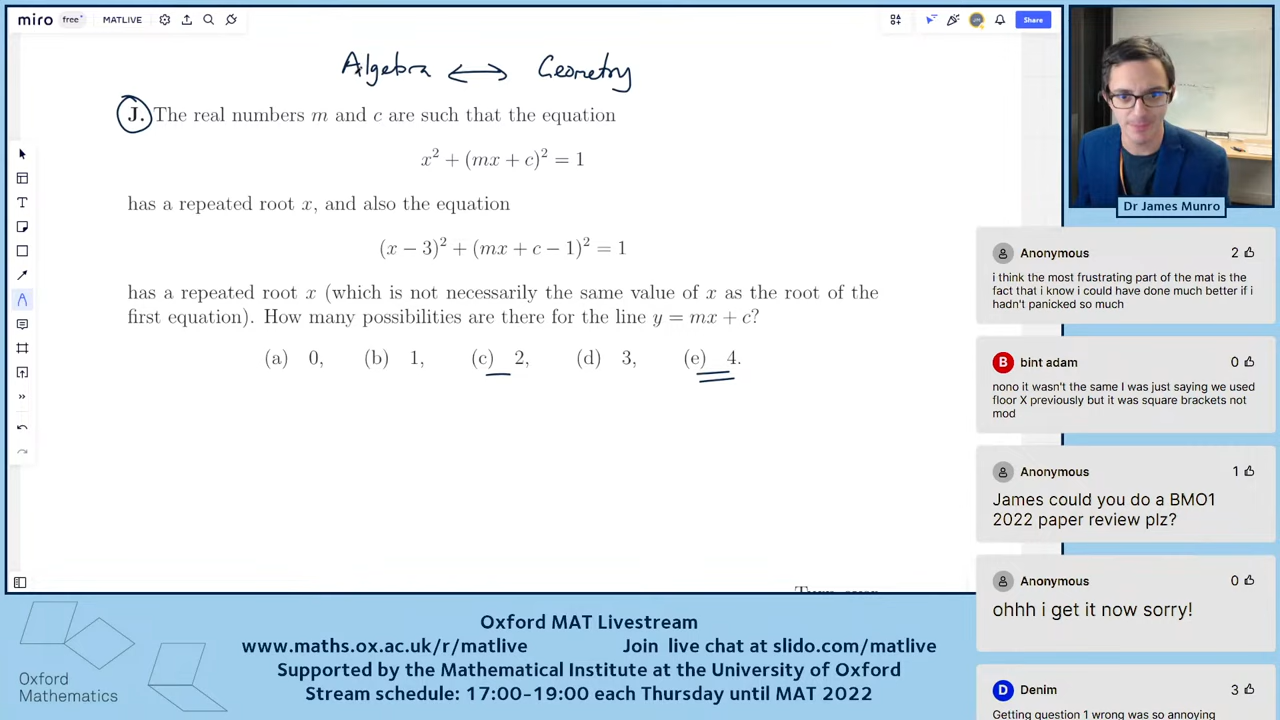 miro free MATLIVE
Share
Algebra ⟷ Geometry
J. The real numbers m and c are such that the equation
x² + (mx + c)² = 1
has a repeated root x, and also the equation
(x − 3)² + (mx + c − 1)² = 1
has a repeated root x (which is not necessarily the same value of x as the root of the
first equation). How many possibilities are there for the line y = mx + c?
(a) 0, (b) 1, (c) 2, (d) 3, (e) 4.
Dr James Munro
Anonymous 2
i think the most frustrating part of the mat is the
fact that i know i could have done much better if i
hadn't panicked so much
B bint adam 0
nono it wasn't the same I was just saying we used
floor X previously but it was square brackets not
mod
Anonymous 1
James could you do a BMO1
2022 paper review plz?
Anonymous 0
ohhh i get it now sorry!
D Denim 3
Getting question 1 wrong was so annoying
Oxford MAT Livestream
www.maths.ox.ac.uk/r/matlive Join live chat at slido.com/matlive
Supported by the Mathematical Institute at the University of Oxford
Stream schedule: 17:00-19:00 each Thursday until MAT 2022
Oxford
Mathematics